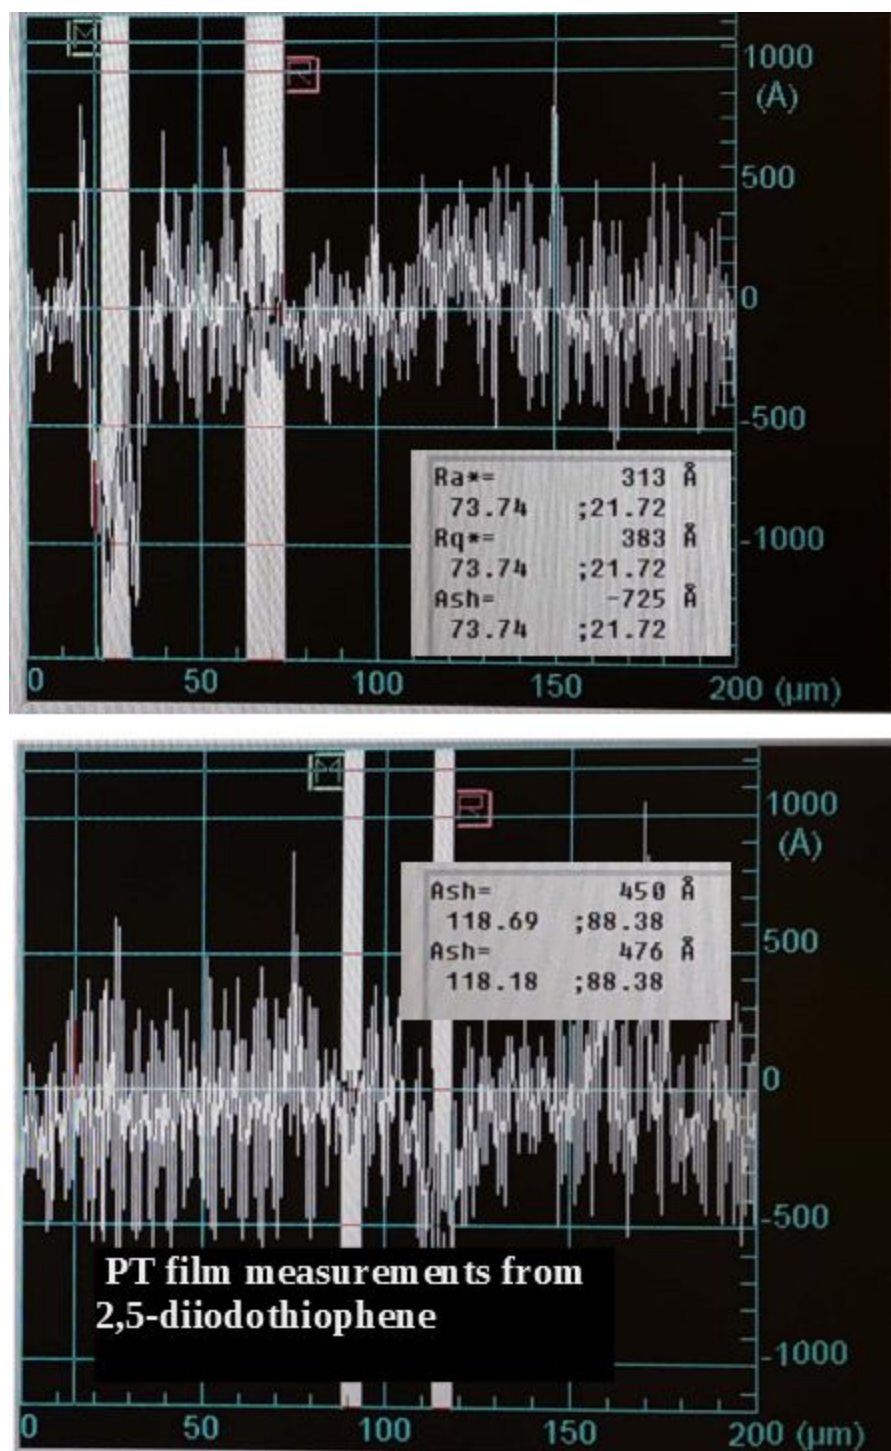 M
R
1000
(A)
500
0
-500
-1000
Ra*= 313 Å
73.74 ;21.72
Rq*= 383 Å
73.74 ;21.72
Ash= -725 Å
73.74 ;21.72
0 50 100 150 200 (µm)
M
R
1000
(A)
500
0
-500
-1000
Ash= 450 Å
118.69 ;88.38
Ash= 476 Å
118.18 ;88.38
PT film measurements from
2,5-diiodothiophene
0 50 100 150 200 (µm)